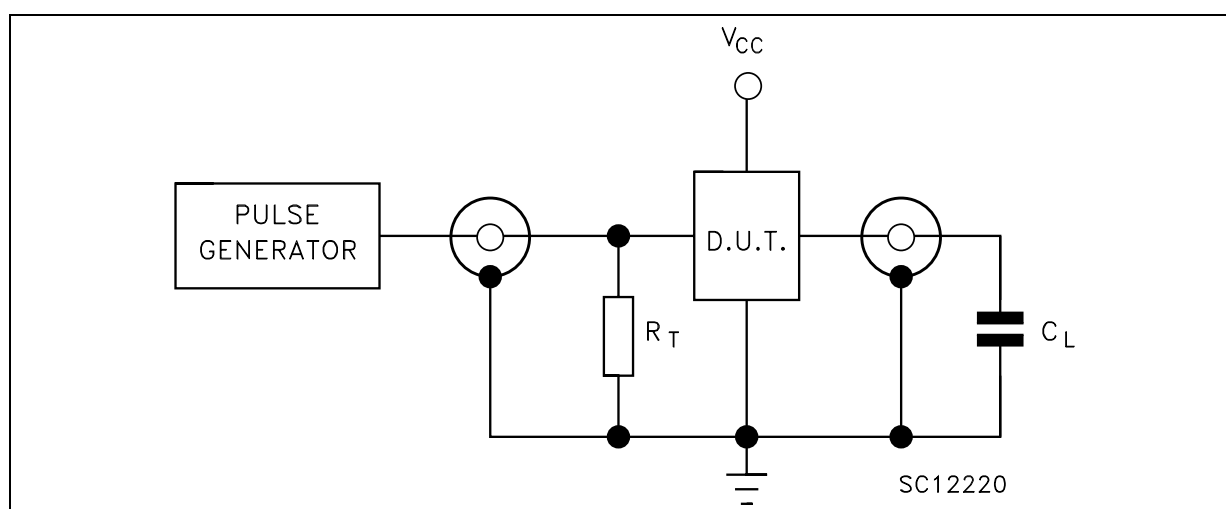 VCC
PULSE
GENERATOR
D.U.T.
RT
CL
SC12220